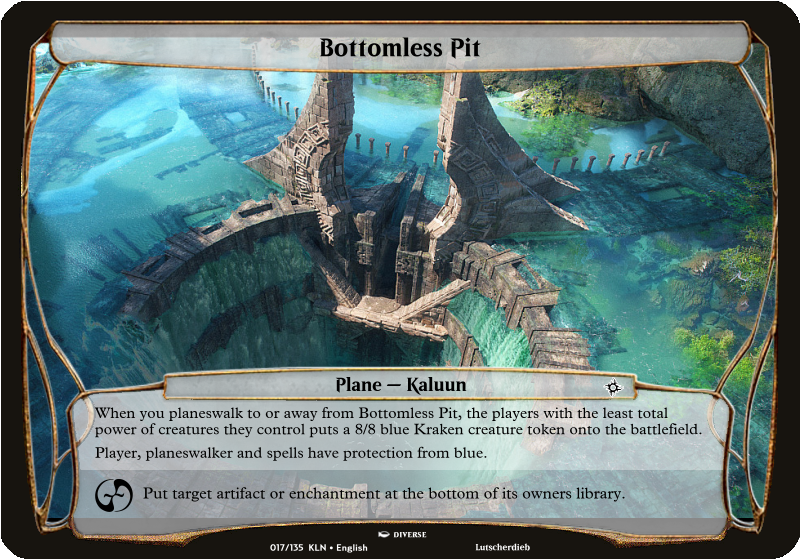 Bottomless Pit
Plane — Kaluun
When you planeswalk to or away from Bottomless Pit, the players with the least total
power of creatures they control puts a 8/8 blue Kraken creature token onto the battlefield.
Player, planeswalker and spells have protection from blue.
Put target artifact or enchantment at the bottom of its owners library.
DIVERSE
017/135 KLN • English Lutscherdieb